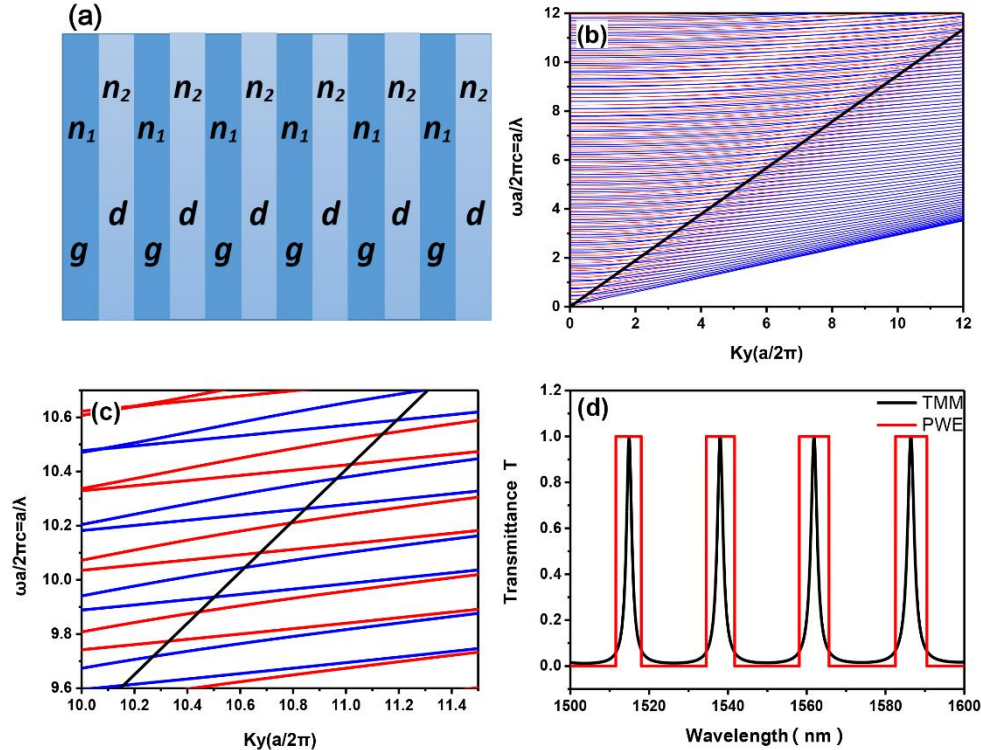 (a)
n2 n2 n2 n2 n2 n2
n1 n1 n1 n1 n1 n1
d d d d d d
g g g g g g
(b)
ωa/2πc=a/λ
12
10
8
6
4
2
0
0 2 4 6 8 10 12
Ky(a/2π)
(c)
ωa/2πc=a/λ
10.6
10.4
10.2
10.0
9.8
9.6
10.0 10.2 10.4 10.6 10.8 11.0 11.2 11.4
Ky(a/2π)
(d)
TMM
PWE
Transmittance T
1.2
1.0
0.8
0.6
0.4
0.2
0.0
1500 1520 1540 1560 1580 1600
Wavelength ( nm )